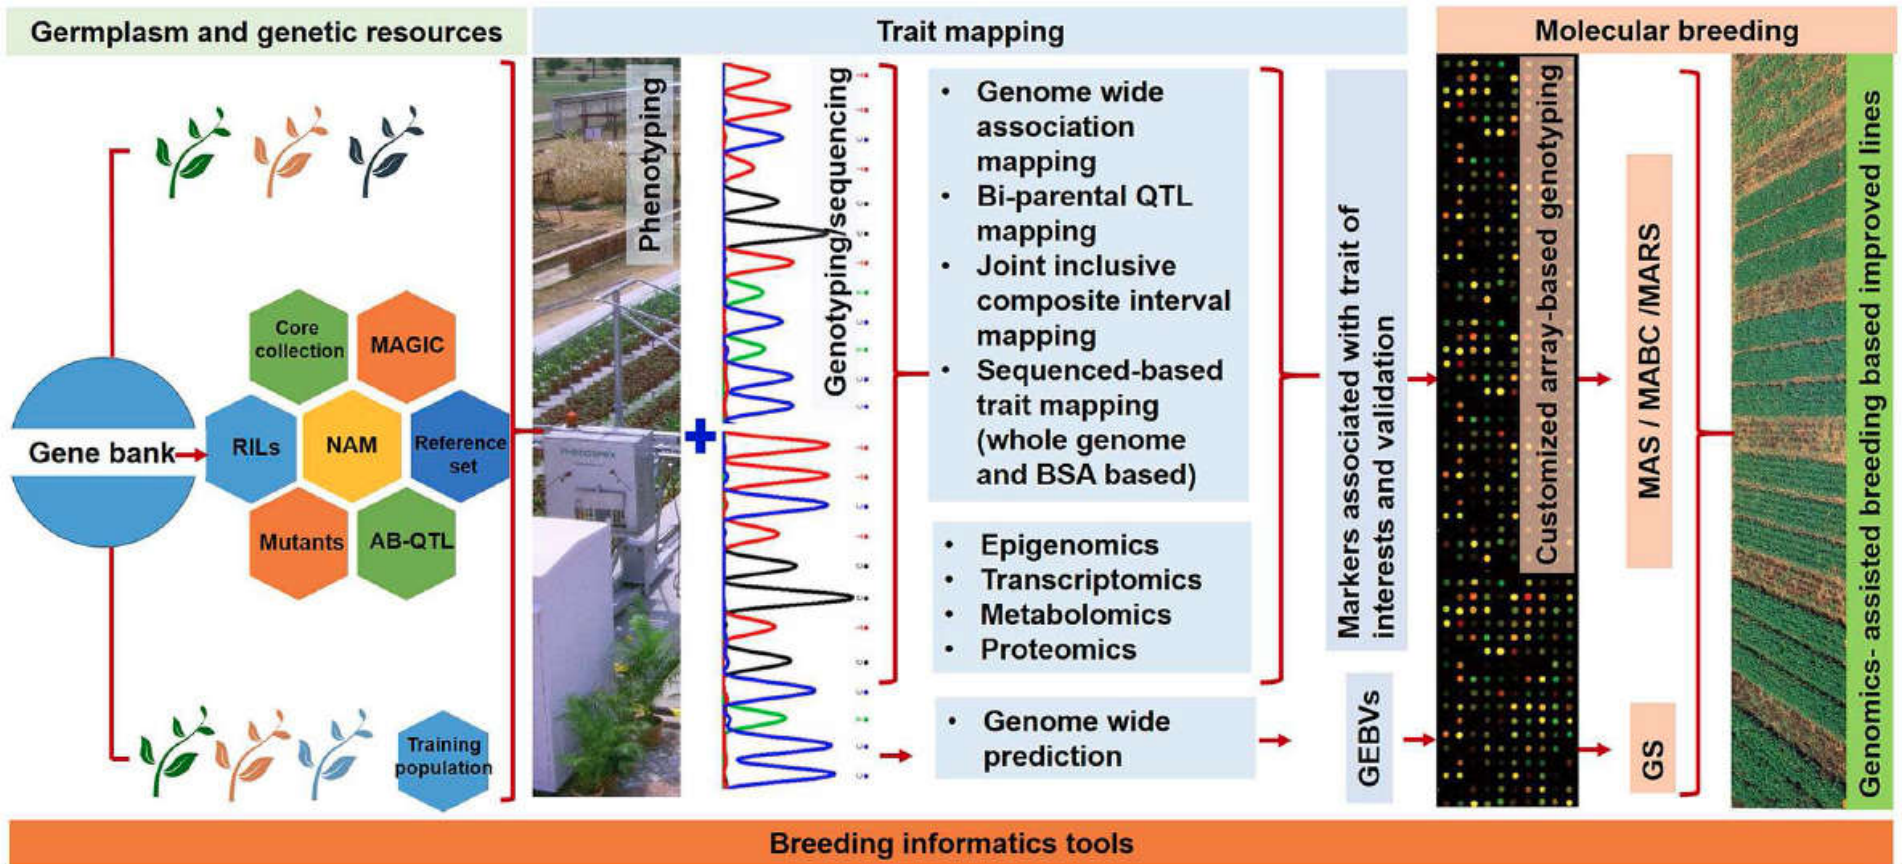 Germplasm and genetic resources
Trait mapping
Molecular breeding
Gene bank
Core
collection
MAGIC
RILs
NAM
Reference
set
Mutants
AB-QTL
Training
population
Phenotyping
Genotyping/sequencing
• Genome wide
association
mapping
• Bi-parental QTL
mapping
• Joint inclusive
composite interval
mapping
• Sequenced-based
trait mapping
(whole genome
and BSA based)
• Epigenomics
• Transcriptomics
• Metabolomics
• Proteomics
• Genome wide
prediction
Markers associated with trait of
interests and validation
GEBVs
Customized array-based genotyping
MAS / MABC /MARS
GS
Genomics- assisted breeding based improved lines
Breeding informatics tools